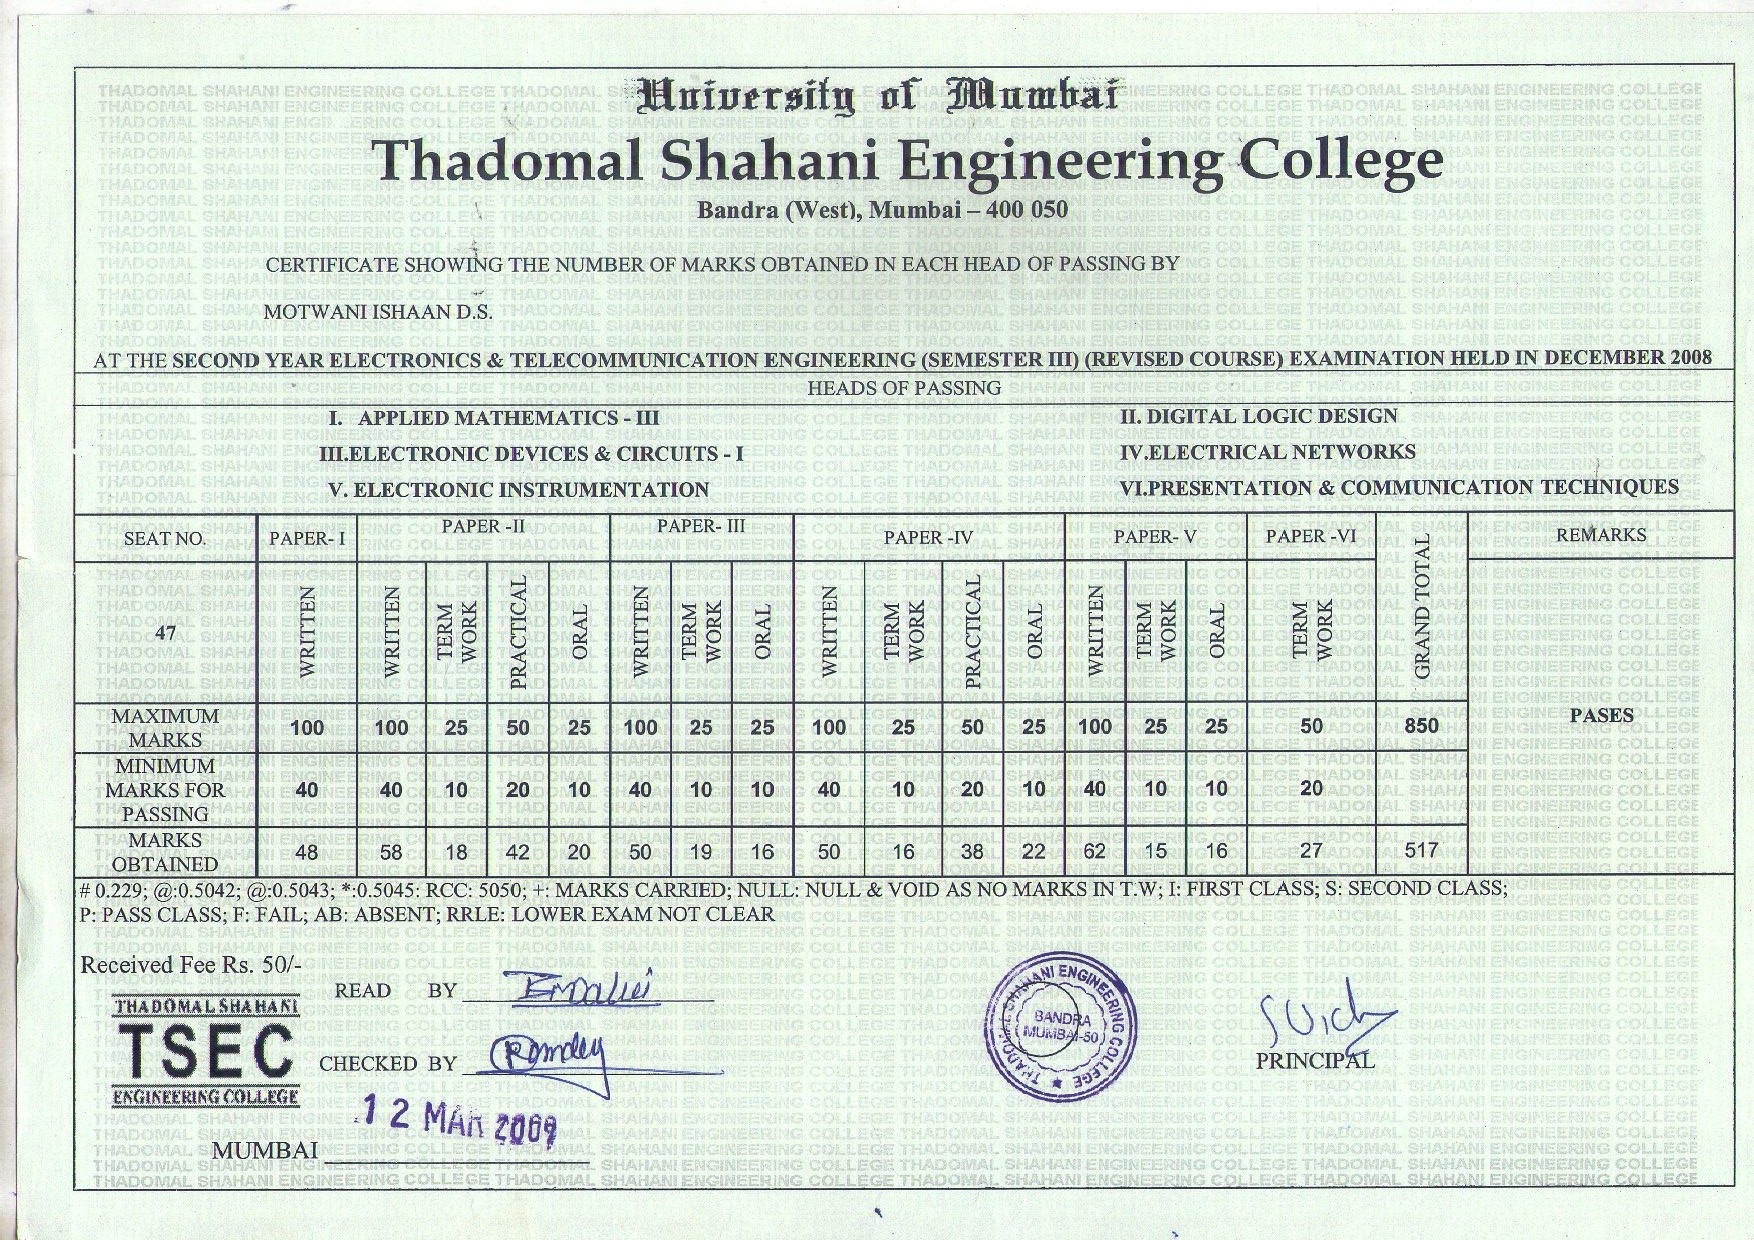 University of Mumbai
Thadomal Shahani Engineering College
Bandra (West), Mumbai – 400 050
CERTIFICATE SHOWING THE NUMBER OF MARKS OBTAINED IN EACH HEAD OF PASSING BY
MOTWANI ISHAAN D.S.
AT THE SECOND YEAR ELECTRONICS & TELECOMMUNICATION ENGINEERING (SEMESTER III) (REVISED COURSE) EXAMINATION HELD IN DECEMBER 2008
HEADS OF PASSING
I. APPLIED MATHEMATICS - III II. DIGITAL LOGIC DESIGN
III.ELECTRONIC DEVICES & CIRCUITS - I IV.ELECTRICAL NETWORKS
V. ELECTRONIC INSTRUMENTATION VI.PRESENTATION & COMMUNICATION TECHNIQUES
SEAT NO. PAPER- I PAPER -II PAPER- III PAPER -IV PAPER- V PAPER -VI GRAND TOTAL REMARKS
47 WRITTEN WRITTEN TERM WORK PRACTICAL ORAL WRITTEN TERM WORK ORAL WRITTEN TERM WORK PRACTICAL ORAL WRITTEN TERM WORK ORAL TERM WORK
MAXIMUM MARKS 100 100 25 50 25 100 25 25 100 25 50 25 100 25 25 50 850 PASES
MINIMUM MARKS FOR PASSING 40 40 10 20 10 40 10 10 40 10 20 10 40 10 10 20
MARKS OBTAINED 48 58 18 42 20 50 19 16 50 16 38 22 62 15 16 27 517
# 0.229; @:0.5042; @:0.5043; *:0.5045: RCC: 5050; +: MARKS CARRIED; NULL: NULL & VOID AS NO MARKS IN T.W; I: FIRST CLASS; S: SECOND CLASS;
P: PASS CLASS; F: FAIL; AB: ABSENT; RRLE: LOWER EXAM NOT CLEAR
Received Fee Rs. 50/-
READ BY
THADOMAL SHAHANI
TSEC
ENGINEERING COLLEGE
CHECKED BY
THADOMAL SHAHANI ENGINEERING COLLEGE
BANDRA
MUMBAI-50
PRINCIPAL
12 MAR 2009
MUMBAI